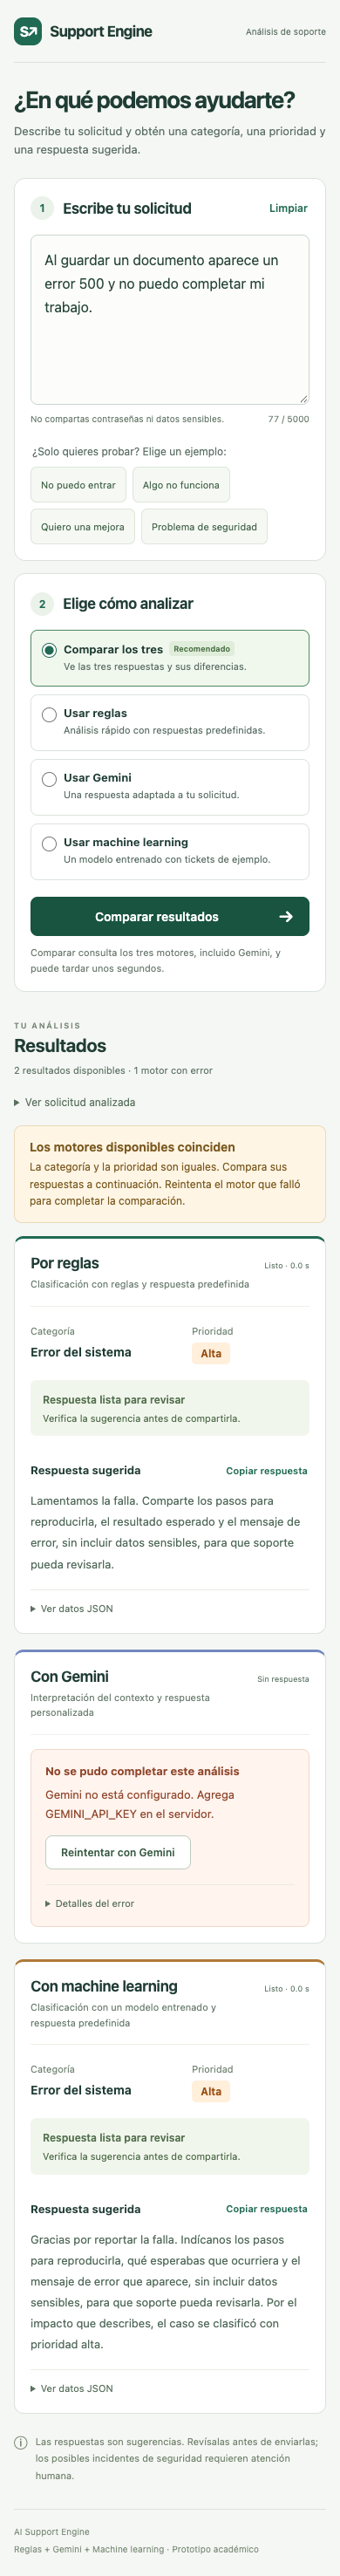 S↗ Support Engine
Análisis de soporte
¿En qué podemos ayudarte?
Describe tu solicitud y obtén una categoría, una prioridad y
una respuesta sugerida.
1 Escribe tu solicitud
Limpiar
Al guardar un documento aparece un
error 500 y no puedo completar mi
trabajo.
No compartas contraseñas ni datos sensibles.
77 / 5000
¿Solo quieres probar? Elige un ejemplo:
No puedo entrar
Algo no funciona
Quiero una mejora
Problema de seguridad
2 Elige cómo analizar
Comparar los tres Recomendado
Ve las tres respuestas y sus diferencias.
Usar reglas
Análisis rápido con respuestas predefinidas.
Usar Gemini
Una respuesta adaptada a tu solicitud.
Usar machine learning
Un modelo entrenado con tickets de ejemplo.
Comparar resultados →
Comparar consulta los tres motores, incluido Gemini, y
puede tardar unos segundos.
TU ANÁLISIS
Resultados
2 resultados disponibles · 1 motor con error
▶ Ver solicitud analizada
Los motores disponibles coinciden
La categoría y la prioridad son iguales. Compara sus
respuestas a continuación. Reintenta el motor que falló
para completar la comparación.
Por reglas
Listo · 0.0 s
Clasificación con reglas y respuesta predefinida
Categoría
Prioridad
Error del sistema
Alta
Respuesta lista para revisar
Verifica la sugerencia antes de compartirla.
Respuesta sugerida
Copiar respuesta
Lamentamos la falla. Comparte los pasos para
reproducirla, el resultado esperado y el mensaje de
error, sin incluir datos sensibles, para que soporte
pueda revisarla.
▶ Ver datos JSON
Con Gemini
Sin respuesta
Interpretación del contexto y respuesta
personalizada
No se pudo completar este análisis
Gemini no está configurado. Agrega
GEMINI_API_KEY en el servidor.
Reintentar con Gemini
▶ Detalles del error
Con machine learning
Listo · 0.0 s
Clasificación con un modelo entrenado y
respuesta predefinida
Categoría
Prioridad
Error del sistema
Alta
Respuesta lista para revisar
Verifica la sugerencia antes de compartirla.
Respuesta sugerida
Copiar respuesta
Gracias por reportar la falla. Indícanos los pasos
para reproducirla, qué esperabas que ocurriera y el
mensaje de error que aparece, sin incluir datos
sensibles, para que soporte pueda revisarla. Por el
impacto que describes, el caso se clasificó con
prioridad alta.
▶ Ver datos JSON
Las respuestas son sugerencias. Revísalas antes de enviarlas;
los posibles incidentes de seguridad requieren atención
humana.
AI Support Engine
Reglas + Gemini + Machine learning · Prototipo académico